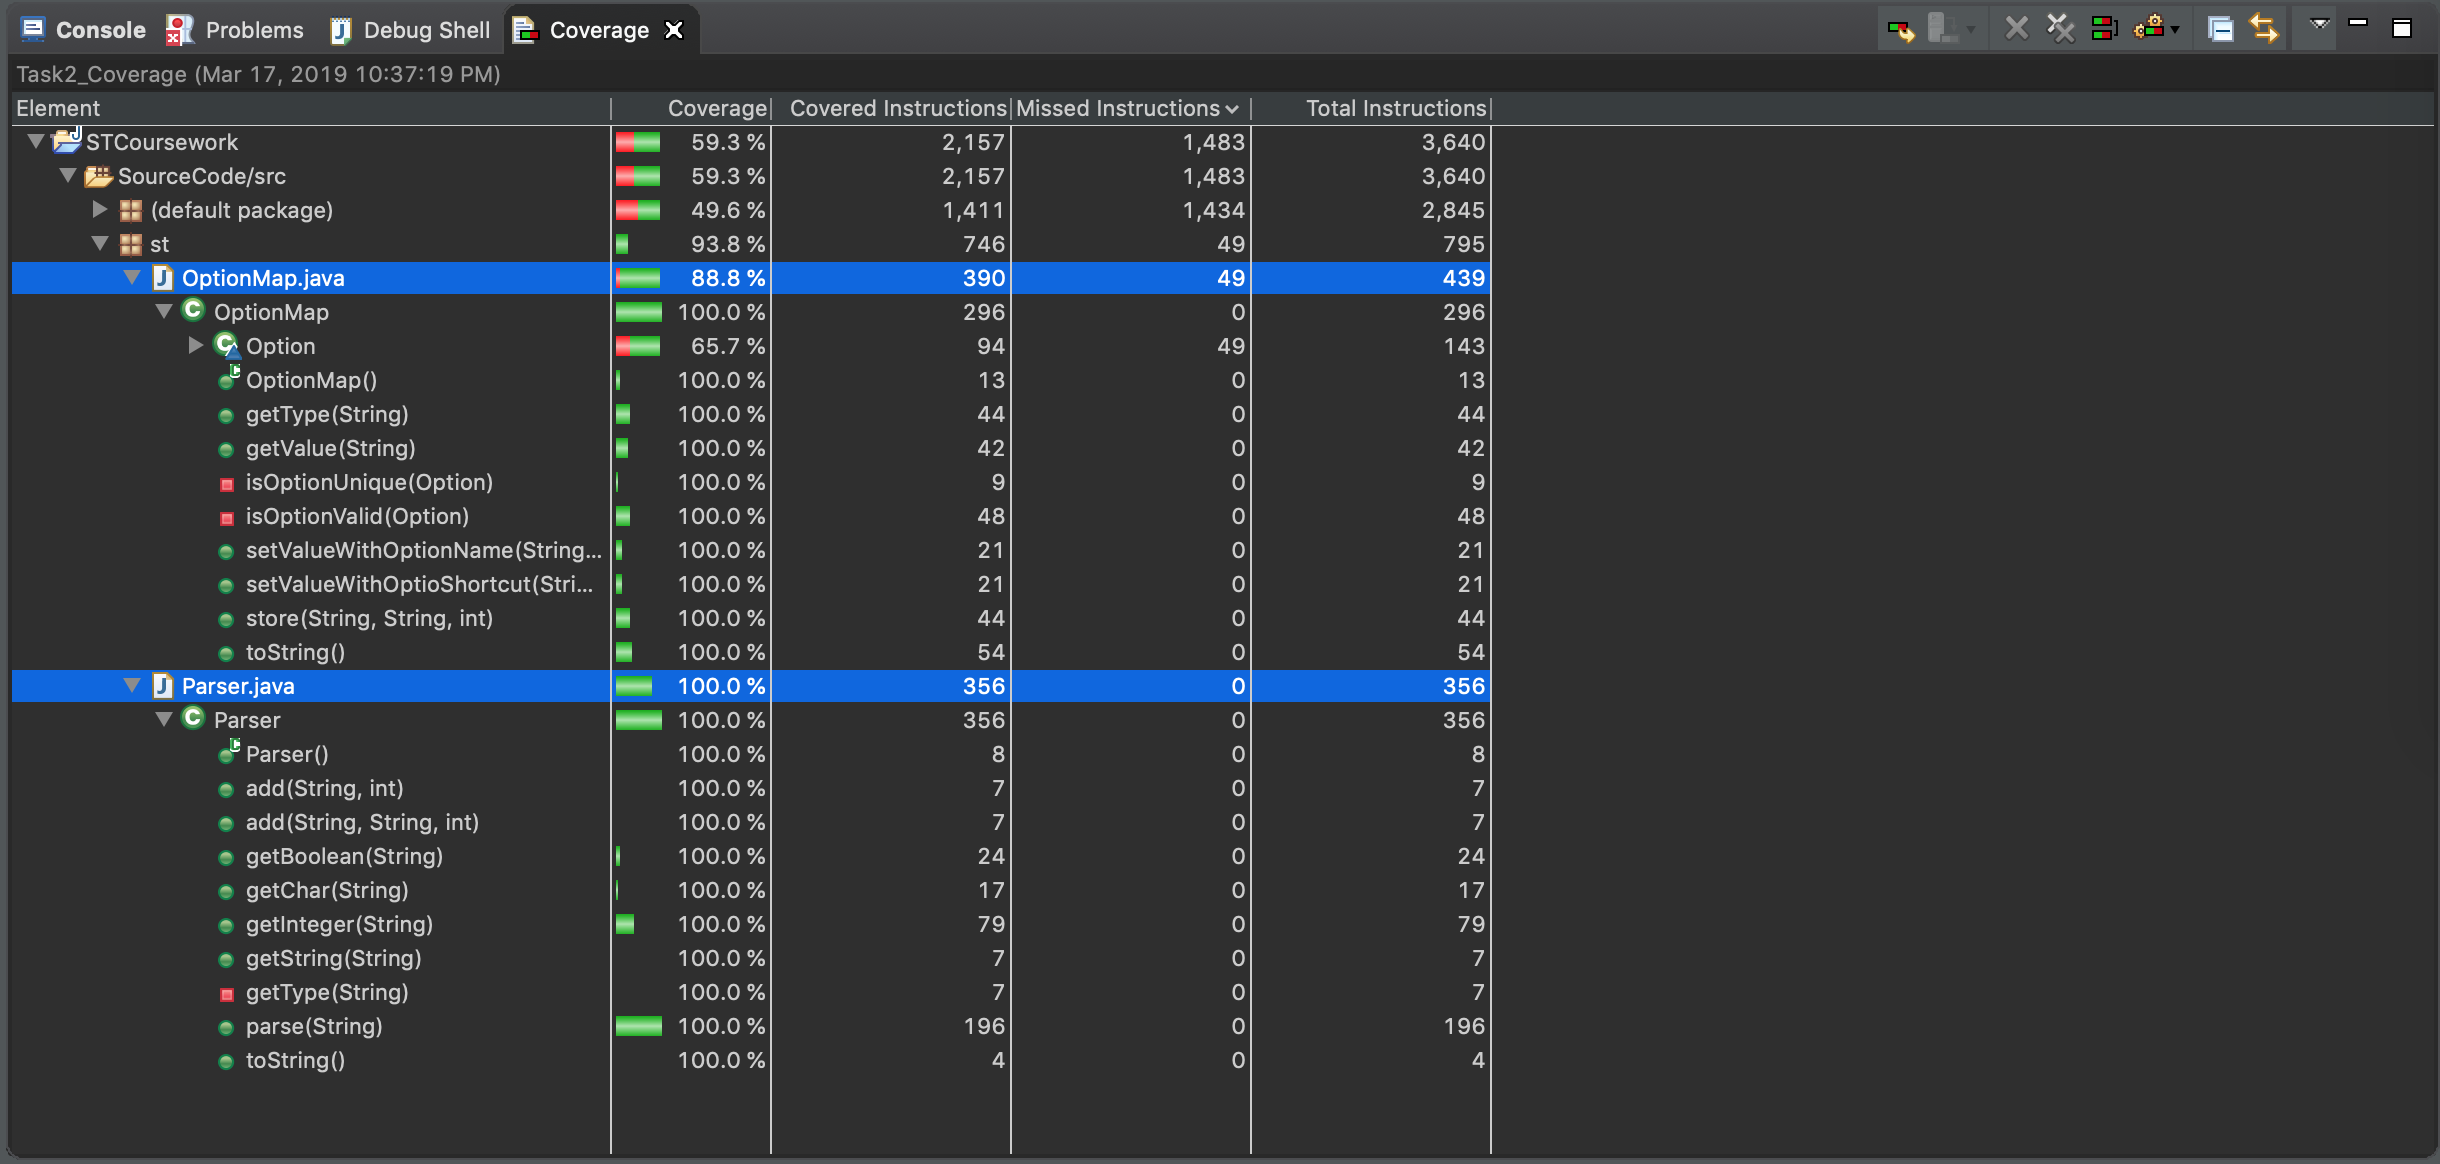 Console Problems Debug Shell Coverage
Task2_Coverage (Mar 17, 2019 10:37:19 PM)
Element Coverage Covered Instructions Missed Instructions Total Instructions
STCoursework 59.3 % 2,157 1,483 3,640
SourceCode/src 59.3 % 2,157 1,483 3,640
(default package) 49.6 % 1,411 1,434 2,845
st 93.8 % 746 49 795
OptionMap.java 88.8 % 390 49 439
OptionMap 100.0 % 296 0 296
Option 65.7 % 94 49 143
OptionMap() 100.0 % 13 0 13
getType(String) 100.0 % 44 0 44
getValue(String) 100.0 % 42 0 42
isOptionUnique(Option) 100.0 % 9 0 9
isOptionValid(Option) 100.0 % 48 0 48
setValueWithOptionName(String... 100.0 % 21 0 21
setValueWithOptioShortcut(Stri... 100.0 % 21 0 21
store(String, String, int) 100.0 % 44 0 44
toString() 100.0 % 54 0 54
Parser.java 100.0 % 356 0 356
Parser 100.0 % 356 0 356
Parser() 100.0 % 8 0 8
add(String, int) 100.0 % 7 0 7
add(String, String, int) 100.0 % 7 0 7
getBoolean(String) 100.0 % 24 0 24
getChar(String) 100.0 % 17 0 17
getInteger(String) 100.0 % 79 0 79
getString(String) 100.0 % 7 0 7
getType(String) 100.0 % 7 0 7
parse(String) 100.0 % 196 0 196
toString() 100.0 % 4 0 4